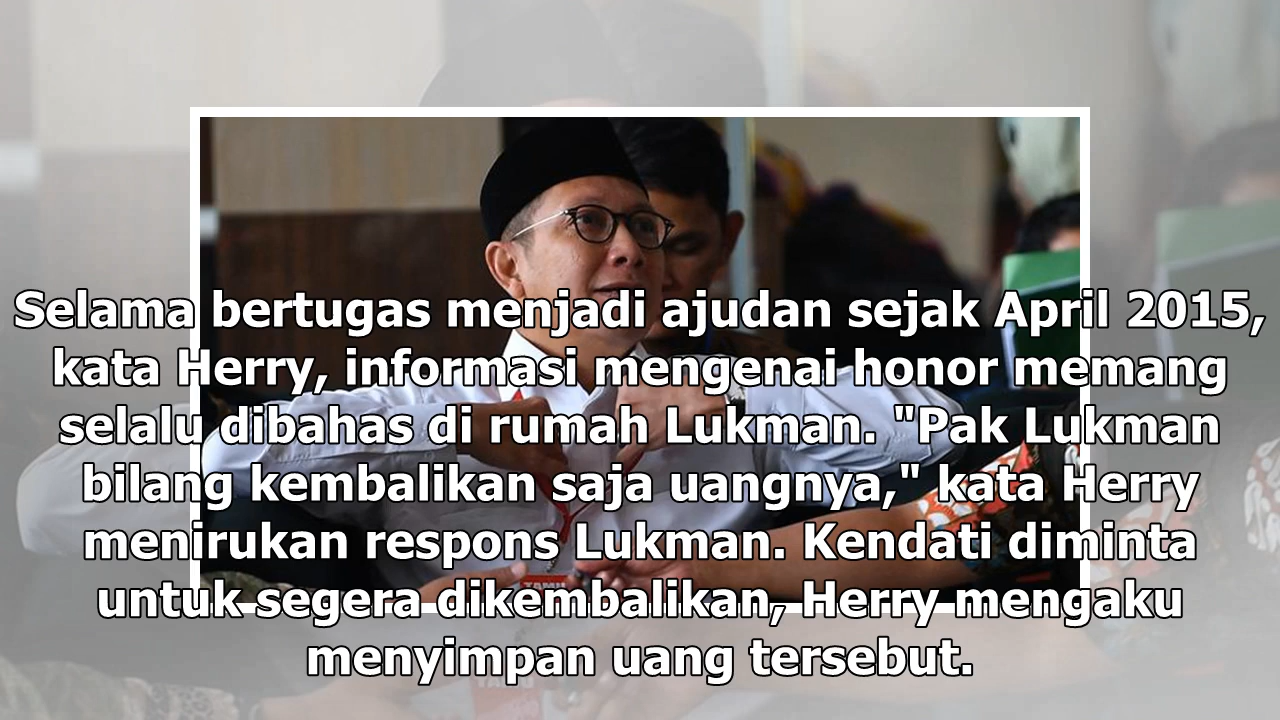 Selama bertugas menjadi ajudan sejak April 2015,
kata Herry, informasi mengenai honor memang
selalu dibahas di rumah Lukman. "Pak Lukman
bilang kembalikan saja uangnya," kata Herry
menirukan respons Lukman. Kendati diminta
untuk segera dikembalikan, Herry mengaku
menyimpan uang tersebut.
TAMU